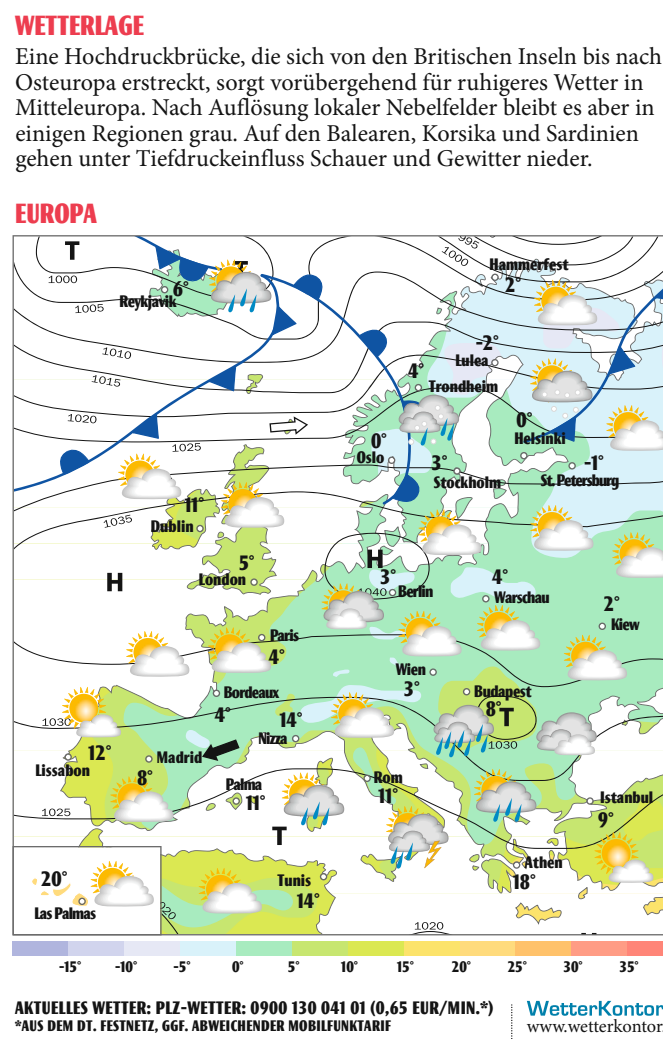 WETTERLAGE
Eine Hochdruckbrücke, die sich von den Britischen Inseln bis nach
Osteuropa erstreckt, sorgt vorübergehend für ruhigeres Wetter in
Mitteleuropa. Nach Auflösung lokaler Nebelfelder bleibt es aber in
einigen Regionen grau. Auf den Balearen, Korsika und Sardinien
gehen unter Tiefdruckeinfluss Schauer und Gewitter nieder.
EUROPA
T
T
995
1000
Hammerfest
2°
1000
6°
Reykjavik
1005
1010
-2°
Lulea
1015
4°
Trondheim
1020
0°
Helsinki
1025
0°
Oslo
3°
Stockholm
-1°
St. Petersburg
11°
Dublin
1035
H
H
5°
London
3°
1040
Berlin
4°
Warschau
2°
Kiew
Paris
4°
Wien
3°
Bordeaux
4°
Budapest
8°
T
1030
1030
14°
Nizza
12°
Lissabon
Madrid
8°
Palma
11°
Rom
11°
Istanbul
9°
1025
T
Athen
18°
20°
Las Palmas
020
Tunis
14°
1020
-15° -10° -5° 0° 5° 10° 15° 20° 25° 30° 35°
AKTUELLES WETTER: PLZ-WETTER: 0900 130 041 01 (0,65 EUR/MIN.*)
*AUS DEM DT. FESTNETZ, GGF. ABWEICHENDER MOBILFUNKTARIF
WetterKontor
www.wetterkontor.